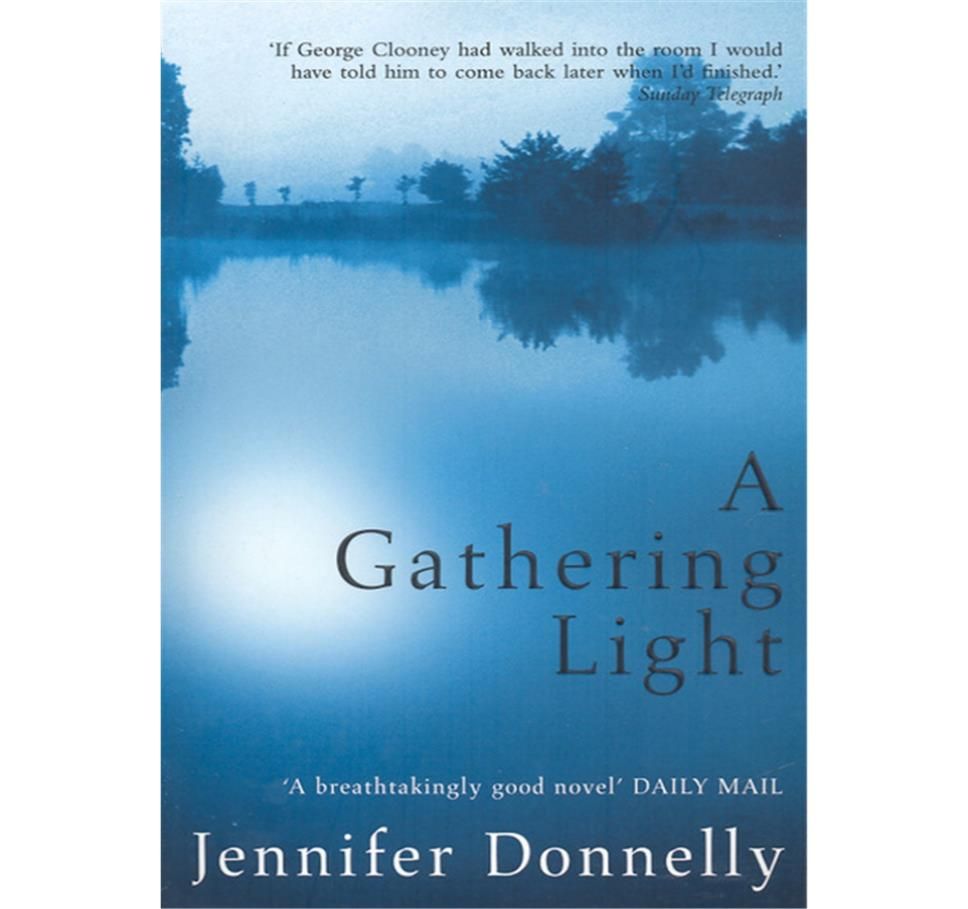 ‘If George Clooney had walked into the room I would
have told him to come back later when I’d finished.’
Sunday Telegraph
A
Gathering
Light
‘A breathtakingly good novel’ DAILY MAIL
Jennifer Donnelly